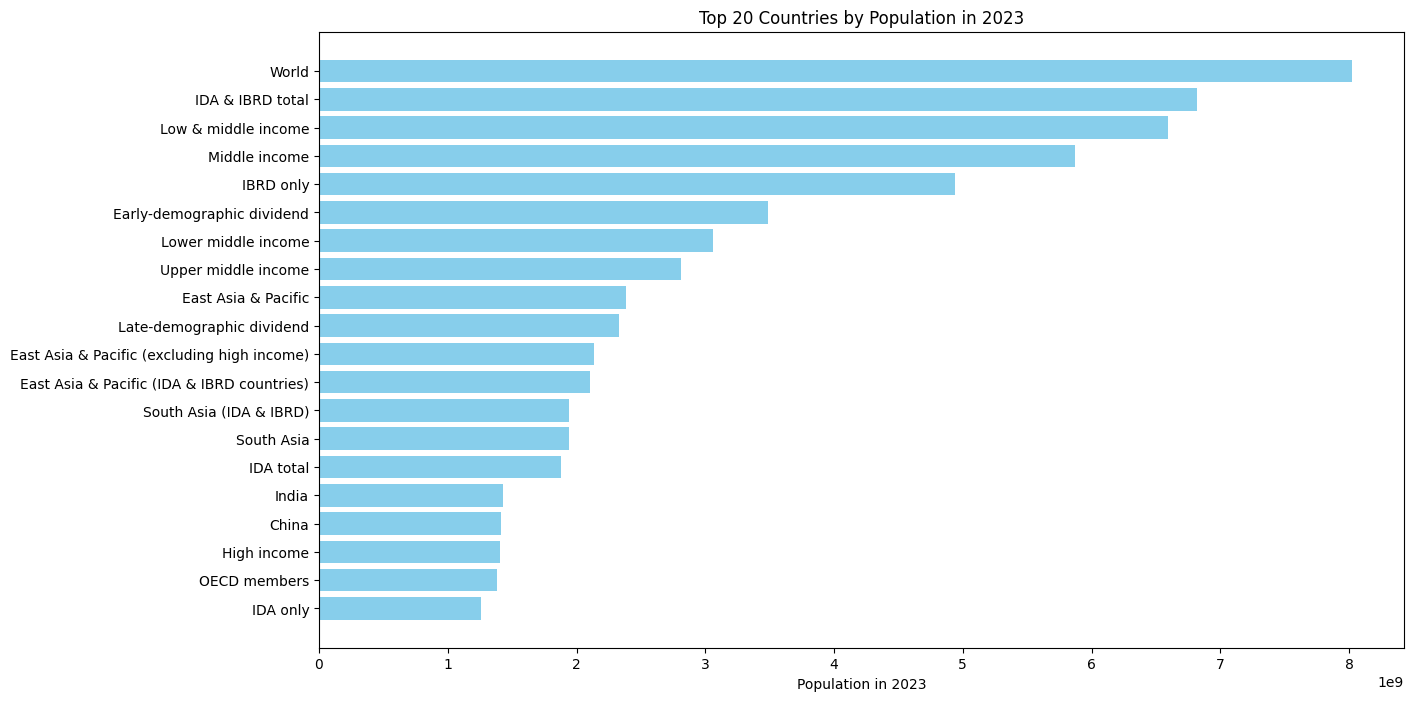 Top 20 Countries by Population in 2023
World
IDA & IBRD total
Low & middle income
Middle income
IBRD only
Early-demographic dividend
Lower middle income
Upper middle income
East Asia & Pacific
Late-demographic dividend
East Asia & Pacific (excluding high income)
East Asia & Pacific (IDA & IBRD countries)
South Asia (IDA & IBRD)
South Asia
IDA total
India
China
High income
OECD members
IDA only
0 1 2 3 4 5 6 7 8
1e9
Population in 2023